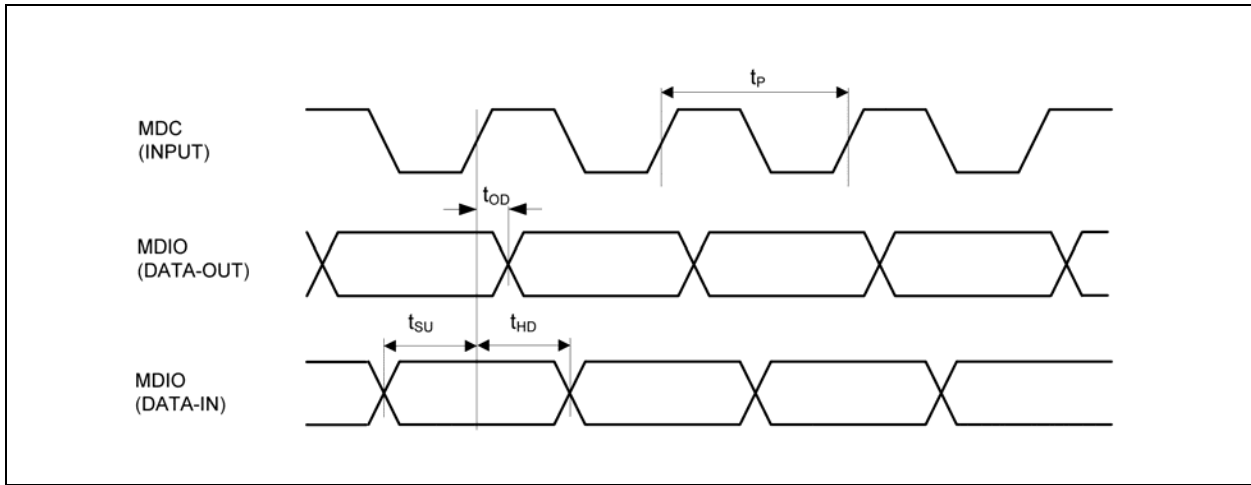 tP
MDC
(INPUT)
tOD
MDIO
(DATA-OUT)
tSU
tHD
MDIO
(DATA-IN)